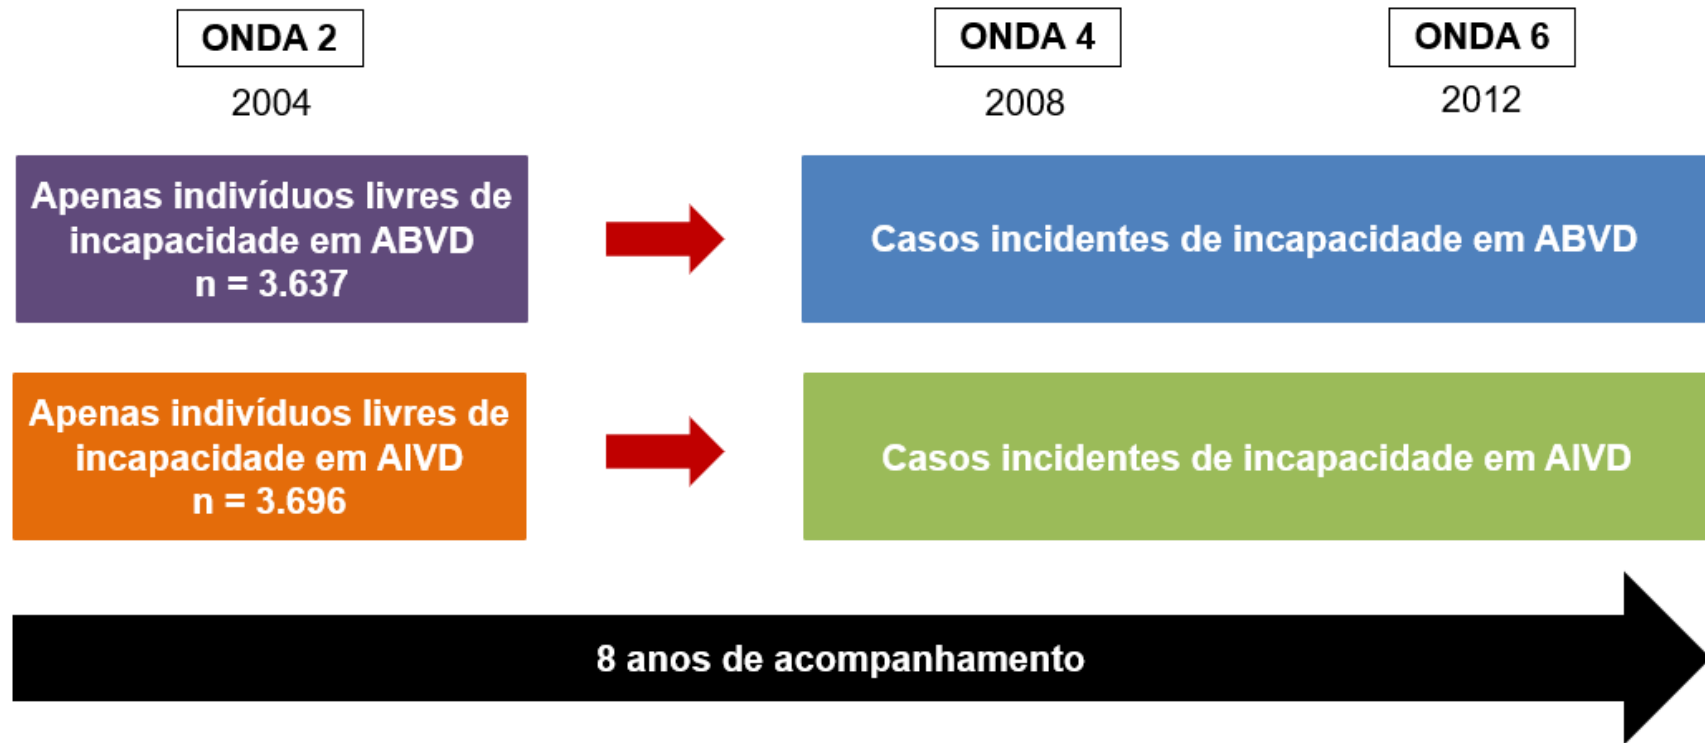 ONDA 2
ONDA 4
ONDA 6
2004
2008
2012
Apenas indivíduos livres de
incapacidade em ABVD
n = 3.637
Casos incidentes de incapacidade em ABVD
Apenas indivíduos livres de
incapacidade em AIVD
n = 3.696
Casos incidentes de incapacidade em AIVD
8 anos de acompanhamento